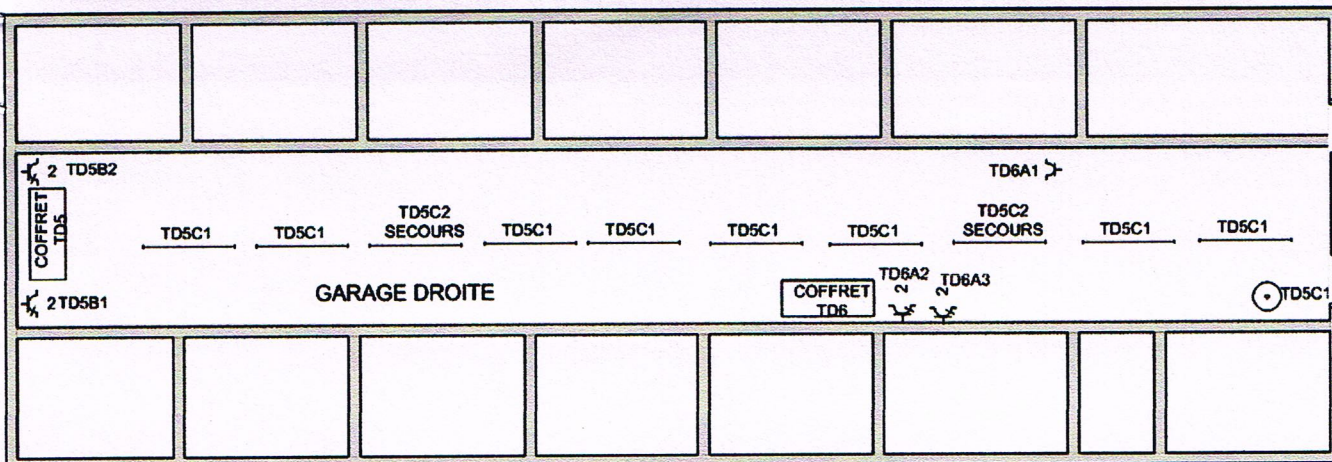 2 TD5B2
TD6A1
COFFRET
TD5
TD5C1
TD5C1
TD5C2
SECOURS
TD5C1
TD5C1
TD5C1
TD5C1
TD5C2
SECOURS
TD5C1
TD5C1
2TD5B1
GARAGE DROITE
COFFRET
TD6
TD6A2
2
TD6A3
2
TD5C1